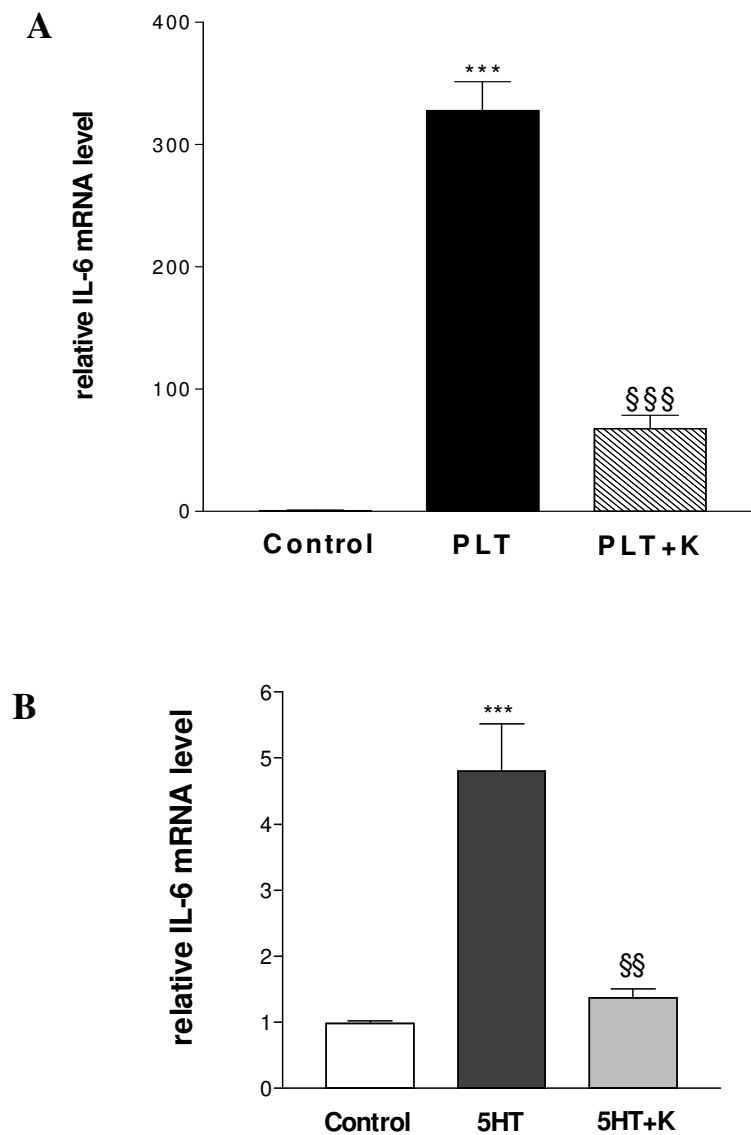 A
relative IL-6 mRNA level
400
300
200
100
0
***
§§§
Control PLT PLT+K
B
relative IL-6 mRNA level
6
5
4
3
2
1
0
***
§§
Control 5HT 5HT+K